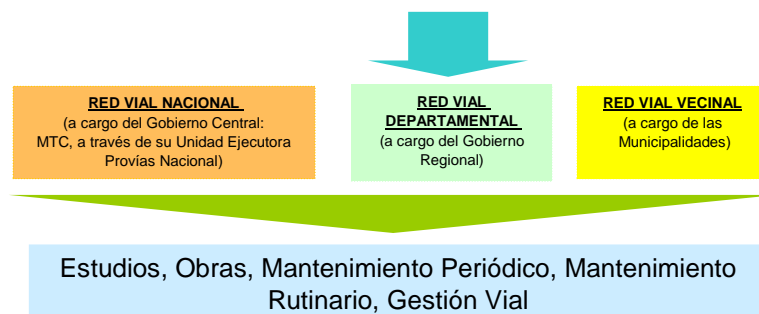 RED VIAL NACIONAL
(a cargo del Gobierno Central:
MTC, a través de su Unidad Ejecutora
Provías Nacional)
RED VIAL
DEPARTAMENTAL
(a cargo del Gobierno
Regional)
RED VIAL VECINAL
(a cargo de las
Municipalidades)
Estudios, Obras, Mantenimiento Periódico, Mantenimiento
Rutinario, Gestión Vial